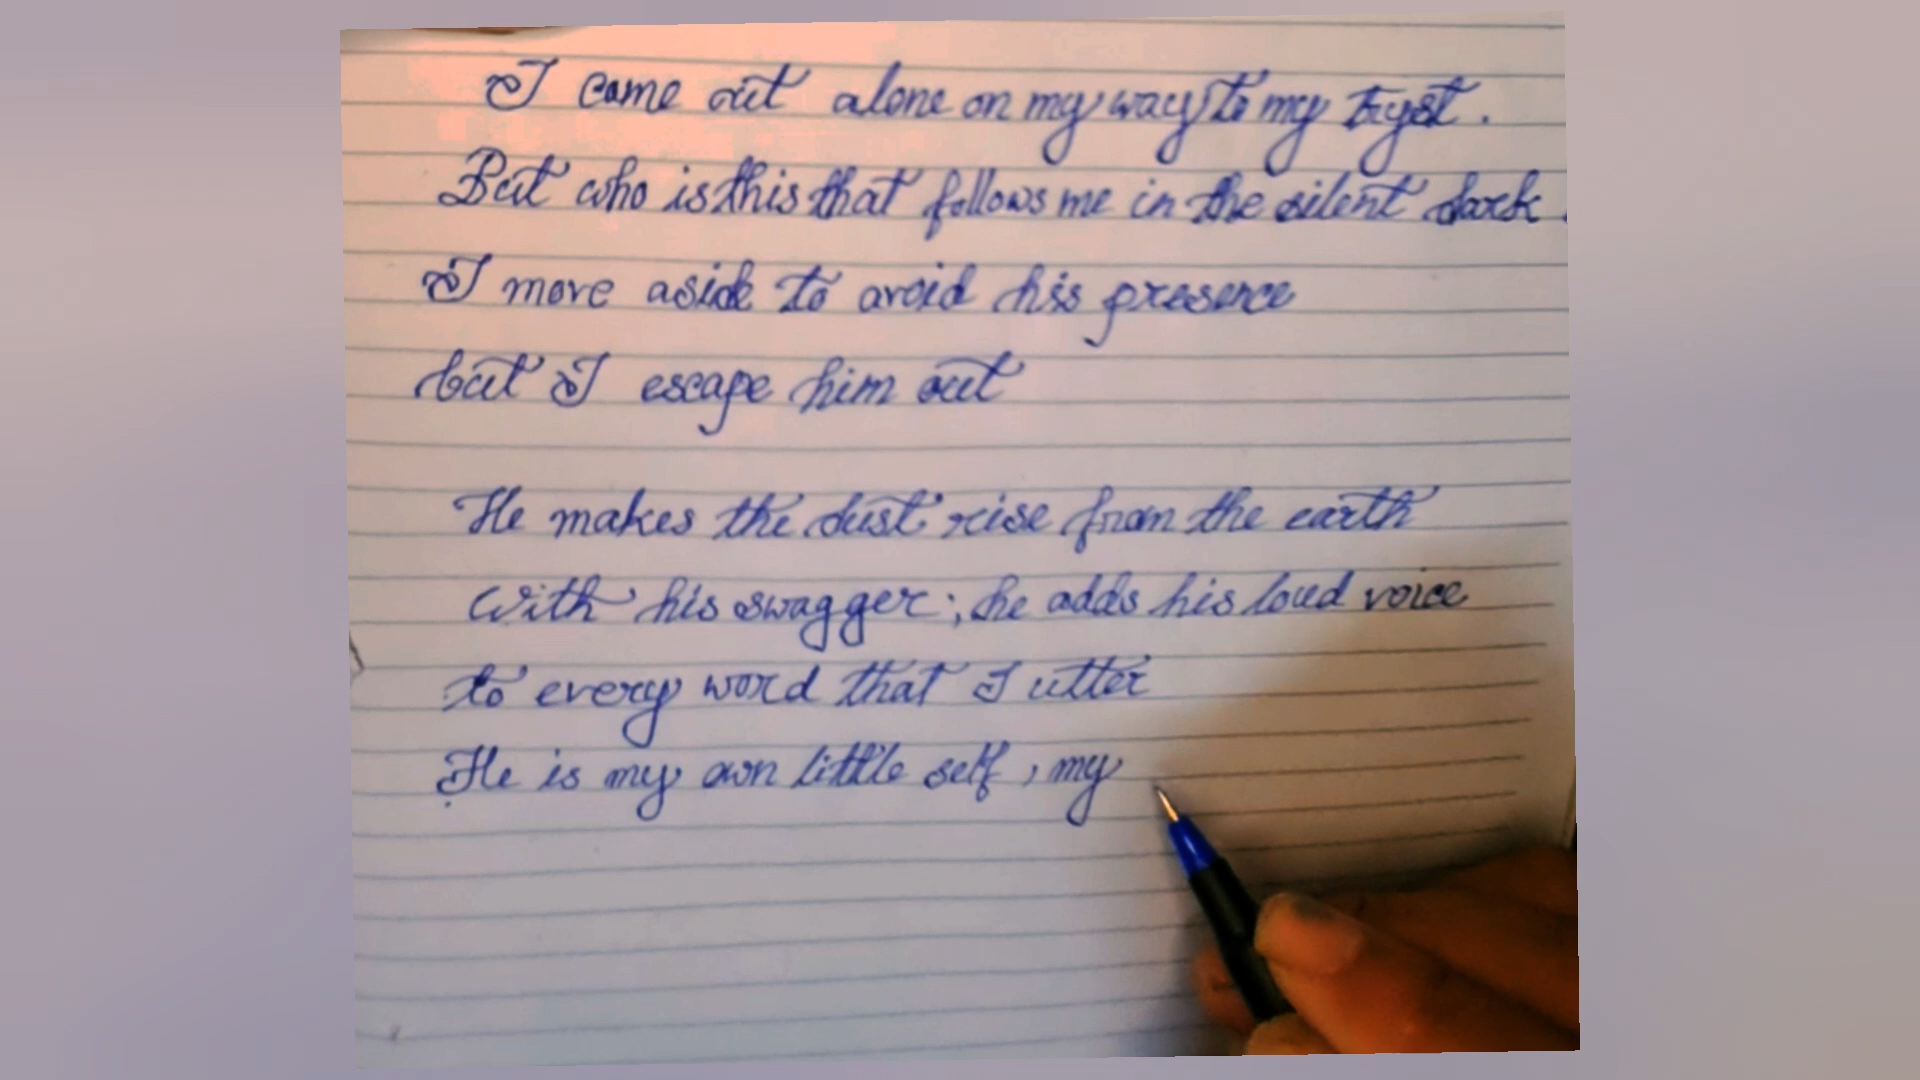 I come out alone on my way to my tryst.
But who is this that follows me in the silent dark.
I move aside to avoid his presence
but I escape him out
He makes the dust rise from the earth
with his swagger; he adds his loud voice
to every word that I utter
He is my own little self, my